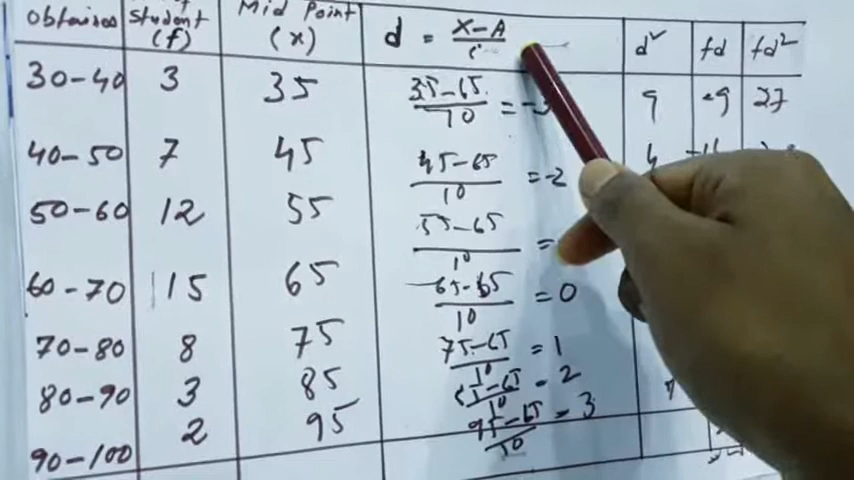 obtained student (f) Mid Point (x) d = X-A d² fd fd²
30-40 3 35 35-65/10 = -3 9 -9 27
40-50 7 45 45-65/10 = -2 4
50-60 12 55 55-65/10 =
60-70 15 65 65-65/10 = 0
70-80 8 75 75-65/10 = 1
80-90 3 85 85-65/10 = 2
90-100 2 95 95-65/10 = 3